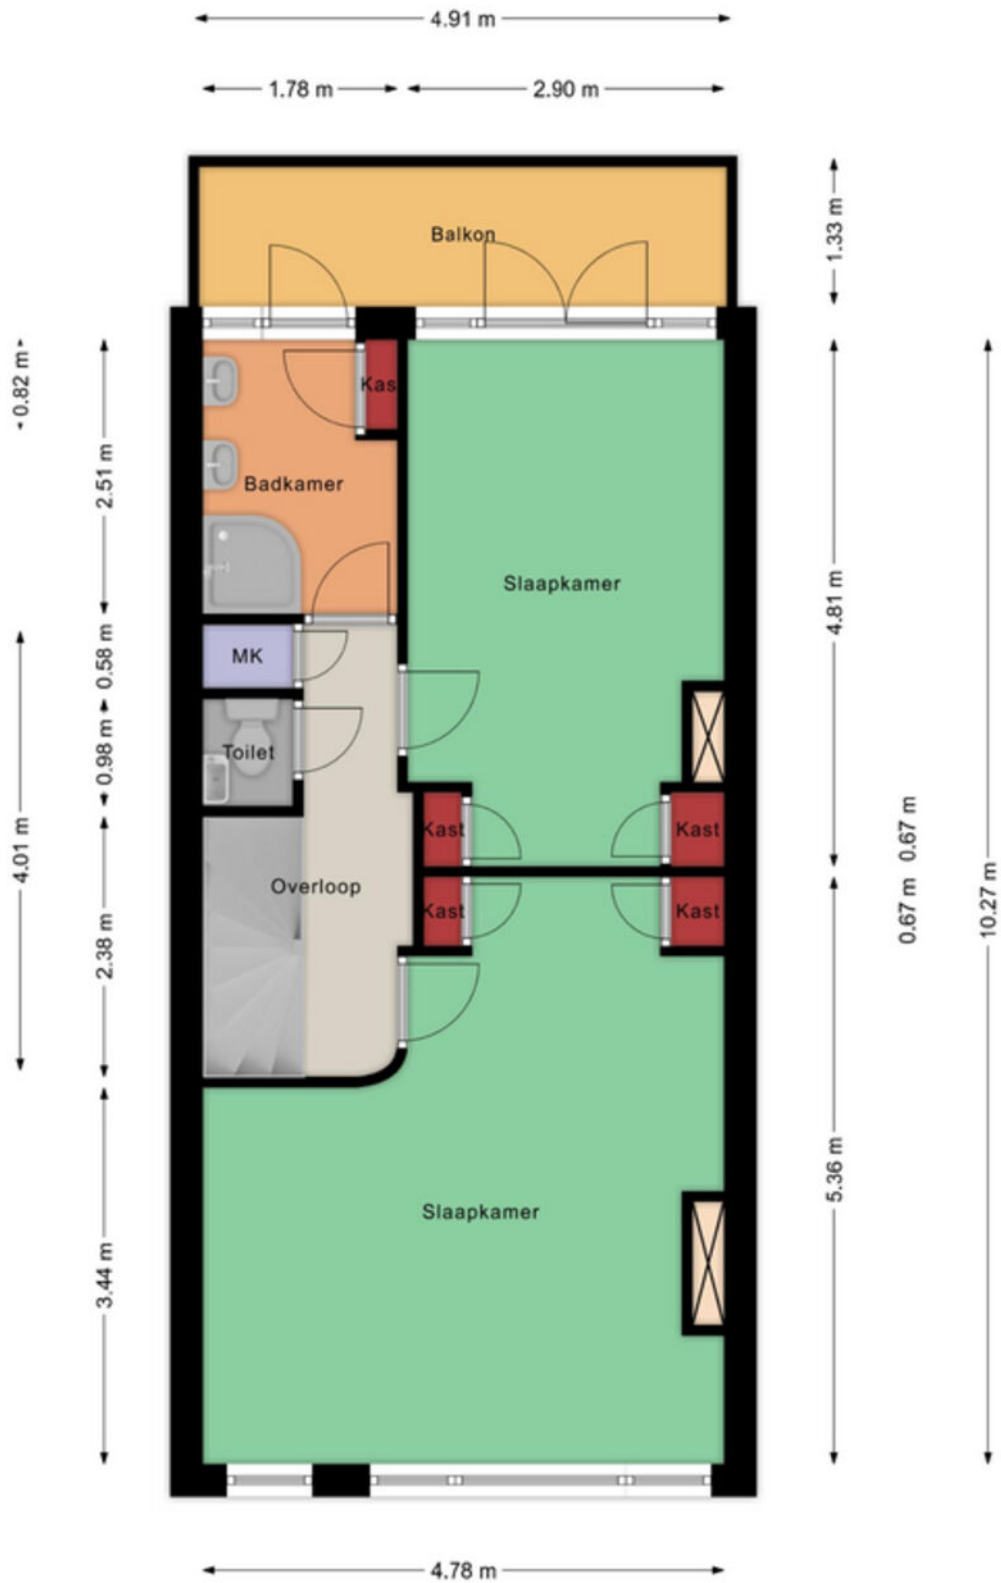 4.91 m
1.78 m
2.90 m
Balkon
1.33 m
0.82 m
Kas
2.51 m
Badkamer
Slaapkamer
4.81 m
MK
0.58 m
Toilet
0.98 m
Kast
Kast
0.67 m
4.01 m
Overloop
Kast
Kast
0.67 m
10.27 m
2.38 m
5.36 m
Slaapkamer
3.44 m
4.78 m